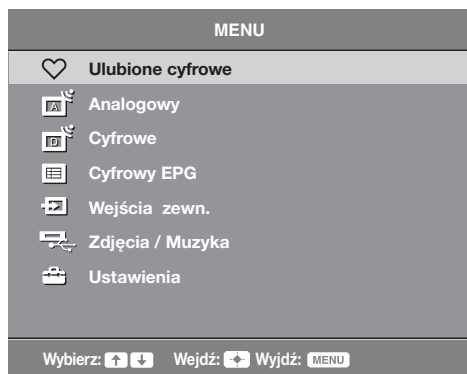 MENU
Ulubione cyfrowe
A Analogowy
D Cyfrowe
Cyfrowy EPG
Wejścia zewn.
Zdjęcia / Muzyka
Ustawienia
Wybierz: Wejdź: Wyjdź: MENU